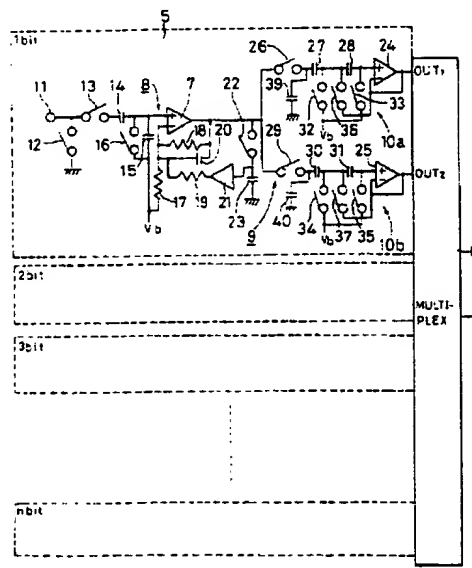 5
1bit
26 27 28 24
11 13 14 8 7 22 39 OUT1
18 20 32 36 33
12 16 29 Vb 10a
30 31 25
15 OUT2
17 19 21 23 9 40 34 Vb 37 35 10b
Vb
2bit
MULTI-
PLEX
3bit
nbit